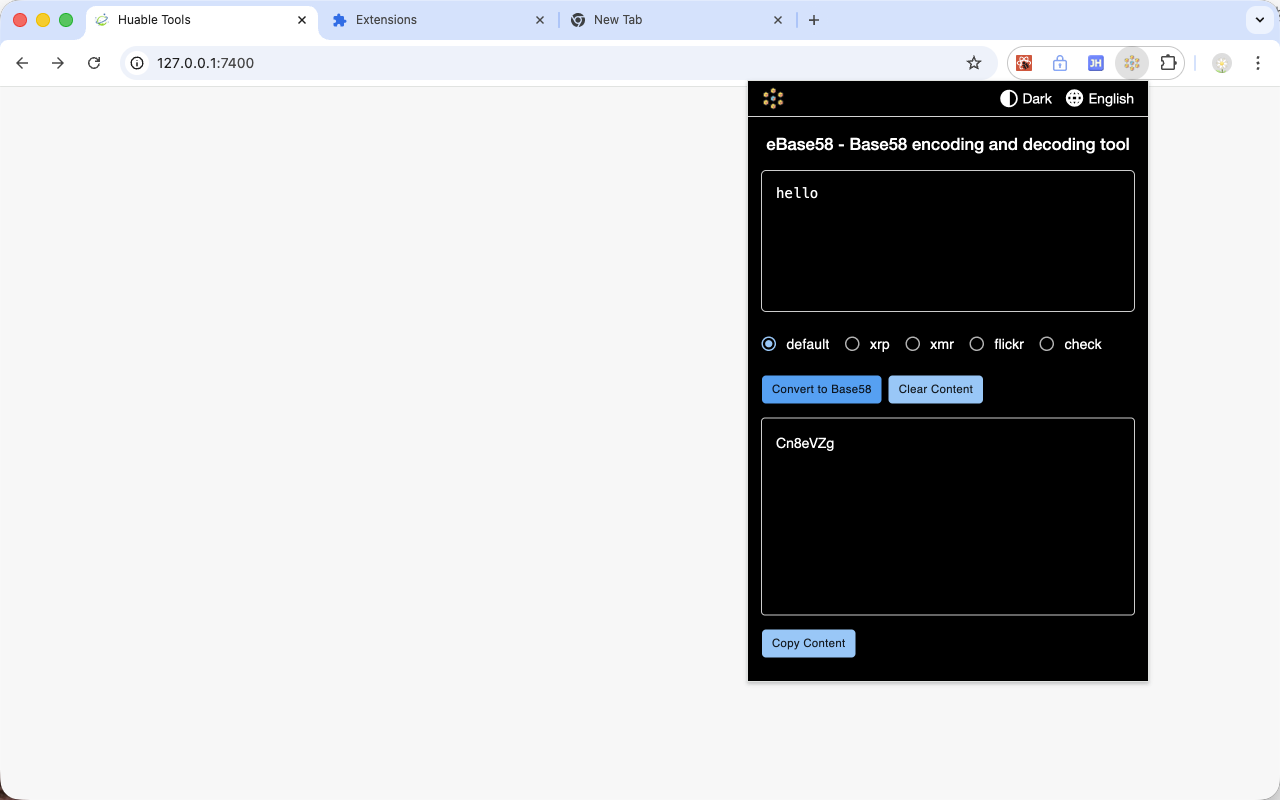 Huable Tools
Extensions
New Tab
127.0.0.1:7400
JH
Dark
English
eBase58 - Base58 encoding and decoding tool
hello
default xrp xmr flickr check
Convert to Base58 Clear Content
Cn8eVZg
Copy Content